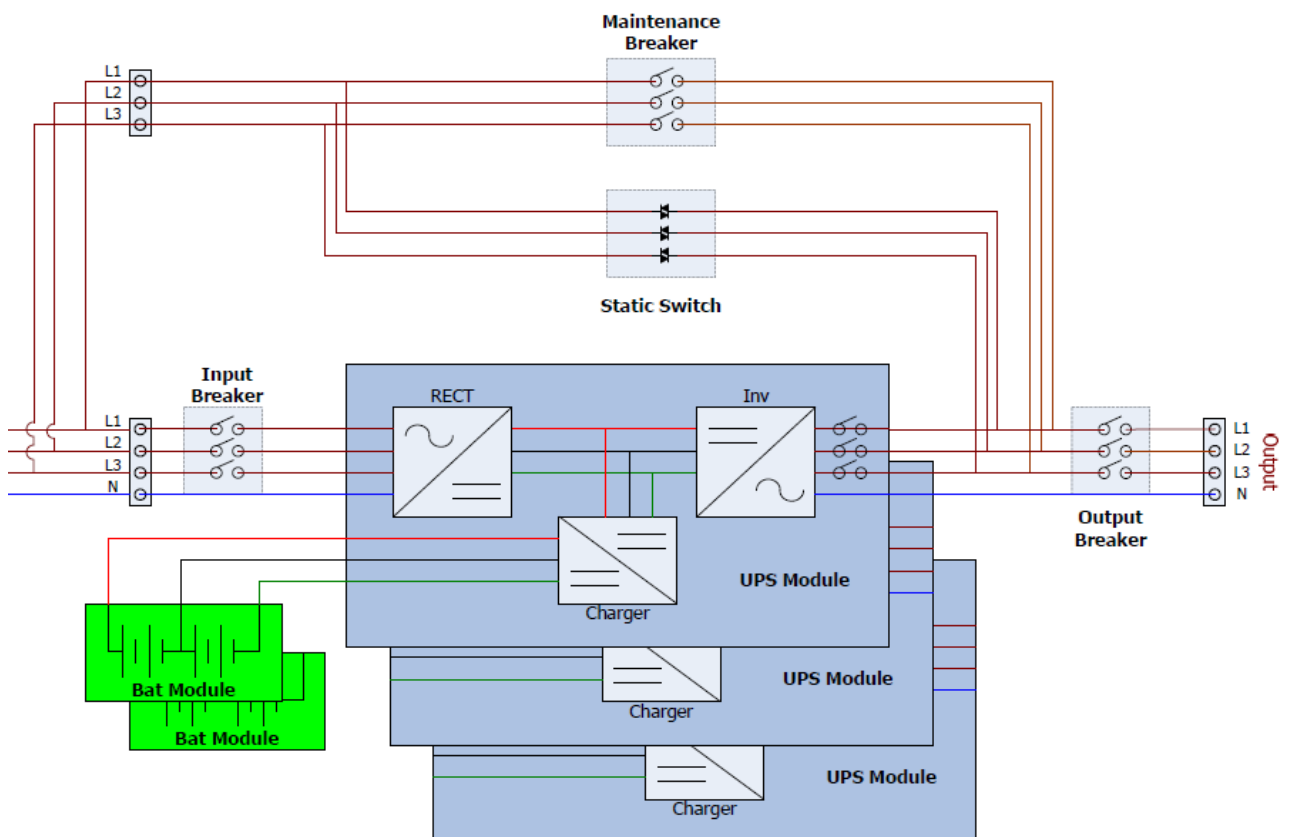 Maintenance
Breaker
L1
L2
L3
Static Switch
Input
Breaker
RECT
Inv
L1
L2
L3
N
L1
L2
L3
N
Output
Output
Breaker
Charger
UPS Module
Bat Module
Charger
UPS Module
Bat Module
Charger
UPS Module